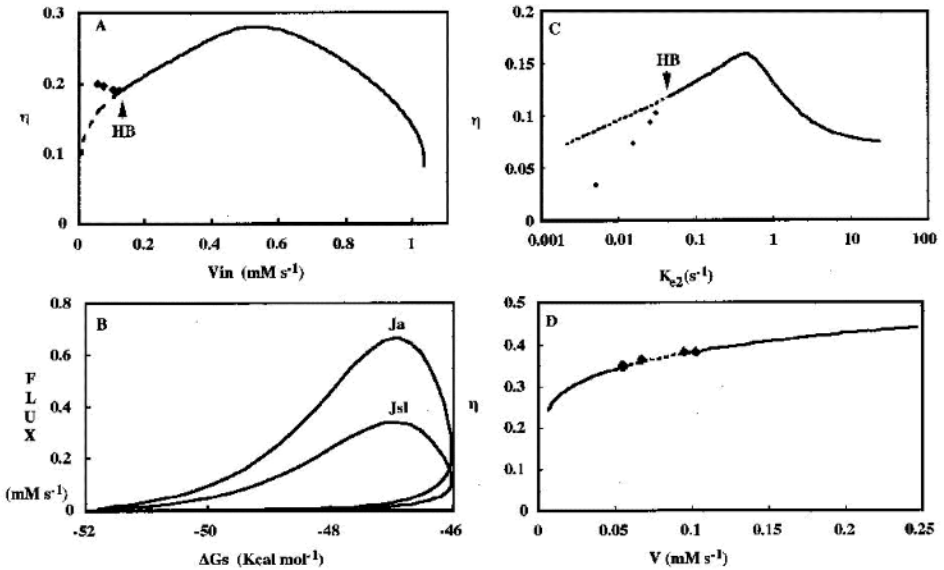 A
0.3
0.2
0.1
0
η
HB
0 0.2 0.4 0.6 0.8 1
Vin (mM s-1)
C
0.2
0.15
0.1
0.05
0
η
HB
0.001 0.01 0.1 1 10 100
Ke2(s-1)
B
0.8
0.6
0.4
0.2
0
F
L
U
X
(mM s-1)
Ja
Jsl
-52 -50 -48 -46
ΔGs (Kcal mol-1)
D
0.5
0.4
0.3
0.2
0.1
0
η
0 0.05 0.1 0.15 0.2 0.25
V (mM s-1)